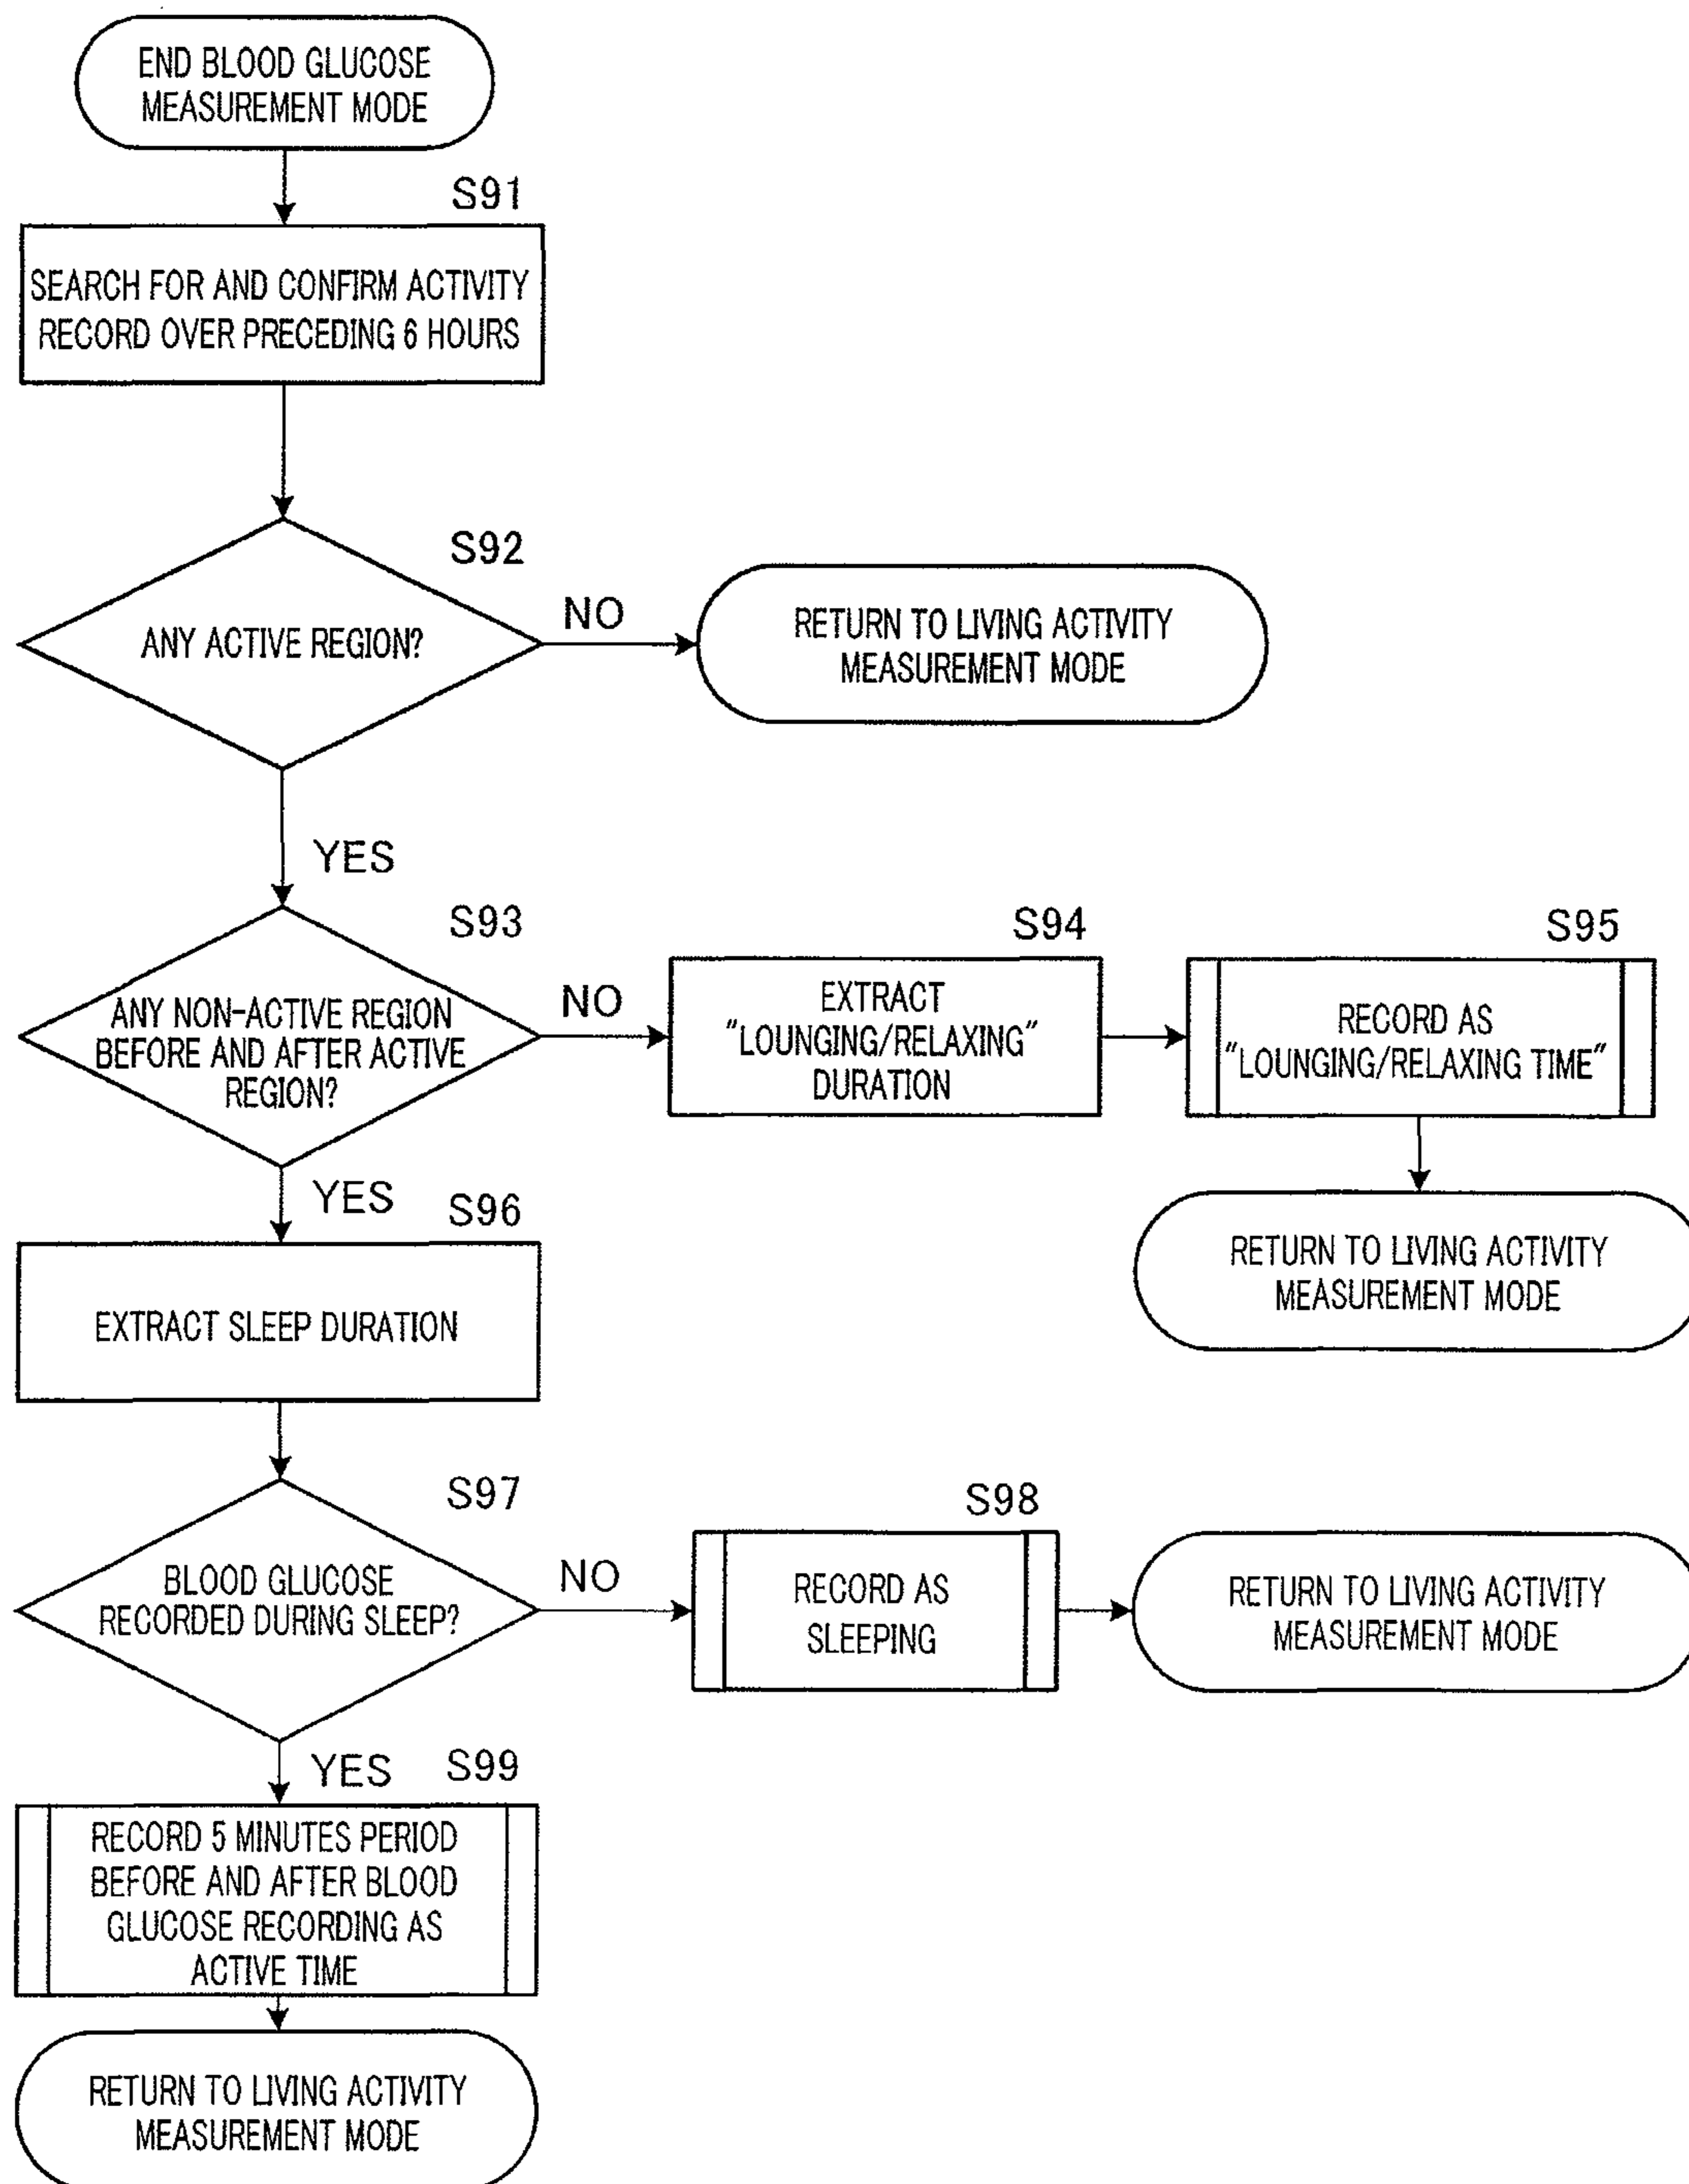 END BLOOD GLUCOSE
MEASUREMENT MODE
S91
SEARCH FOR AND CONFIRM ACTIVITY
RECORD OVER PRECEDING 6 HOURS
S92
ANY ACTIVE REGION?
NO
RETURN TO LIVING ACTIVITY
MEASUREMENT MODE
YES
S93
ANY NON-ACTIVE REGION
BEFORE AND AFTER ACTIVE
REGION?
NO
S94
EXTRACT
"LOUNGING/RELAXING"
DURATION
S95
RECORD AS
"LOUNGING/RELAXING TIME"
RETURN TO LIVING ACTIVITY
MEASUREMENT MODE
YES
S96
EXTRACT SLEEP DURATION
S97
BLOOD GLUCOSE
RECORDED DURING SLEEP?
NO
S98
RECORD AS
SLEEPING
RETURN TO LIVING ACTIVITY
MEASUREMENT MODE
YES
S99
RECORD 5 MINUTES PERIOD
BEFORE AND AFTER BLOOD
GLUCOSE RECORDING AS
ACTIVE TIME
RETURN TO LIVING ACTIVITY
MEASUREMENT MODE